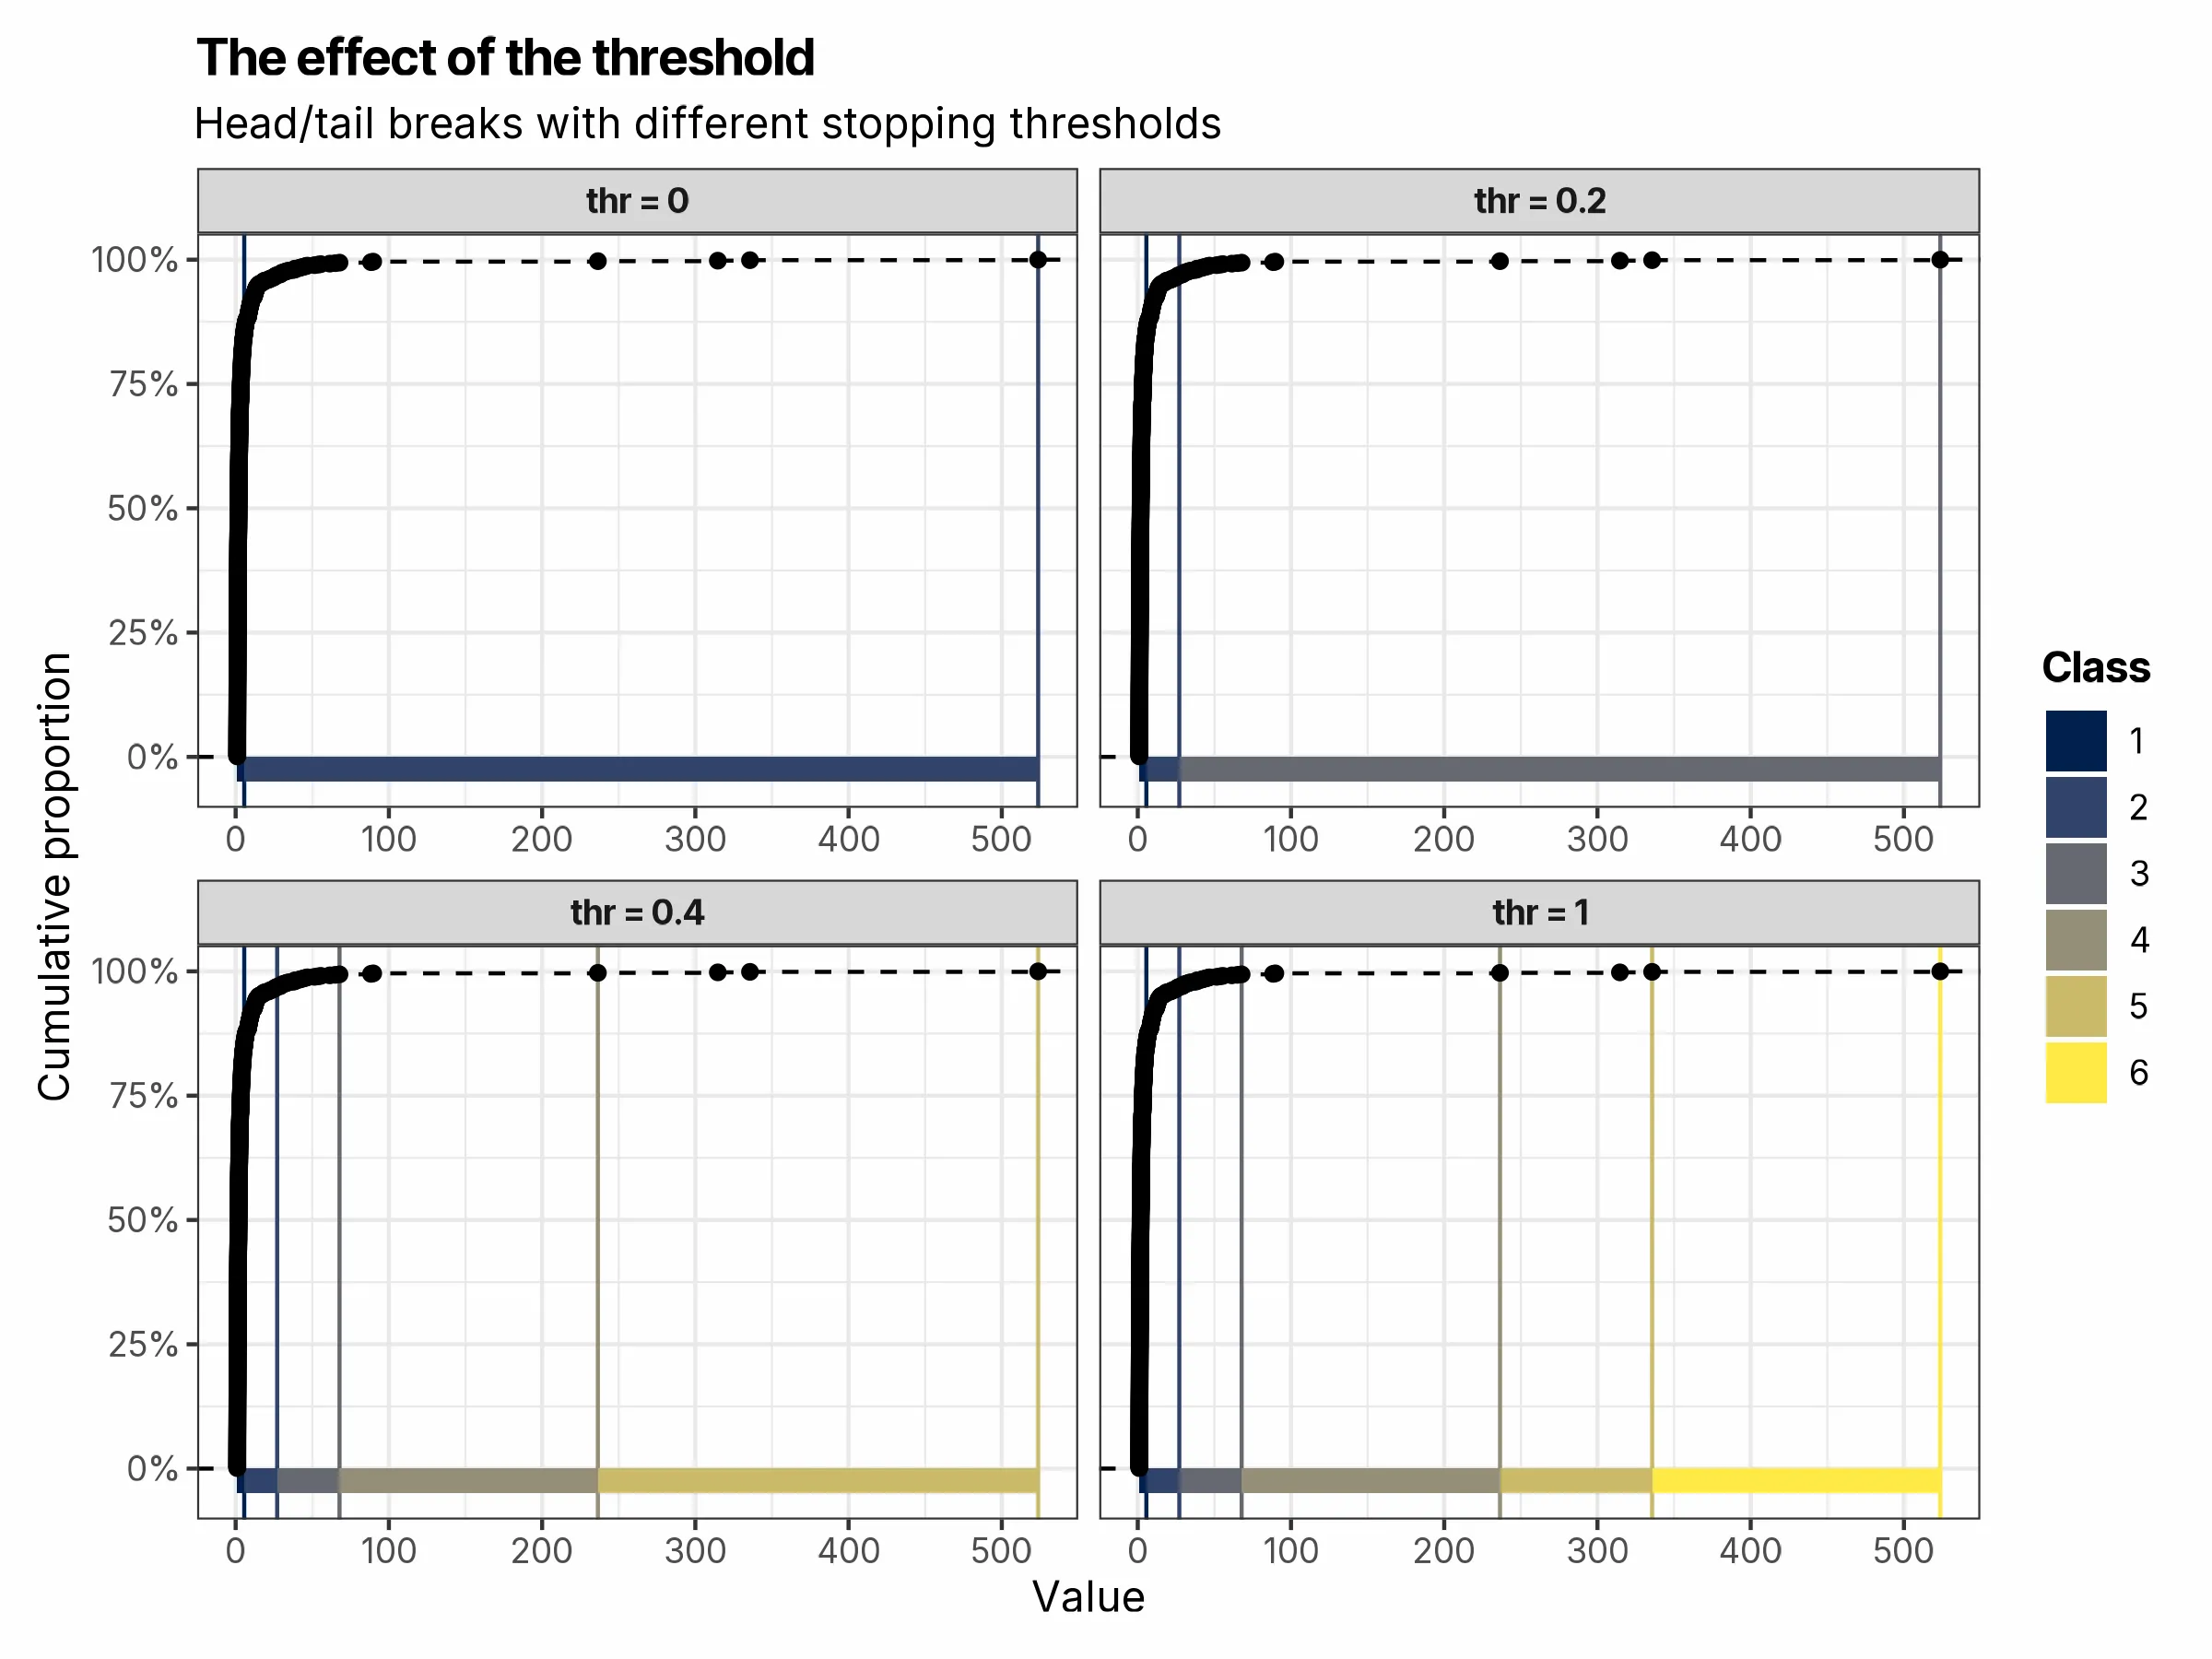 The effect of the threshold
Head/tail breaks with different stopping thresholds
thr = 0
thr = 0.2
100%
75%
50%
25%
0%
0 100 200 300 400 500
0 100 200 300 400 500
thr = 0.4
thr = 1
100%
75%
50%
25%
0%
0 100 200 300 400 500
0 100 200 300 400 500
Cumulative proportion
Value
Class
1
2
3
4
5
6